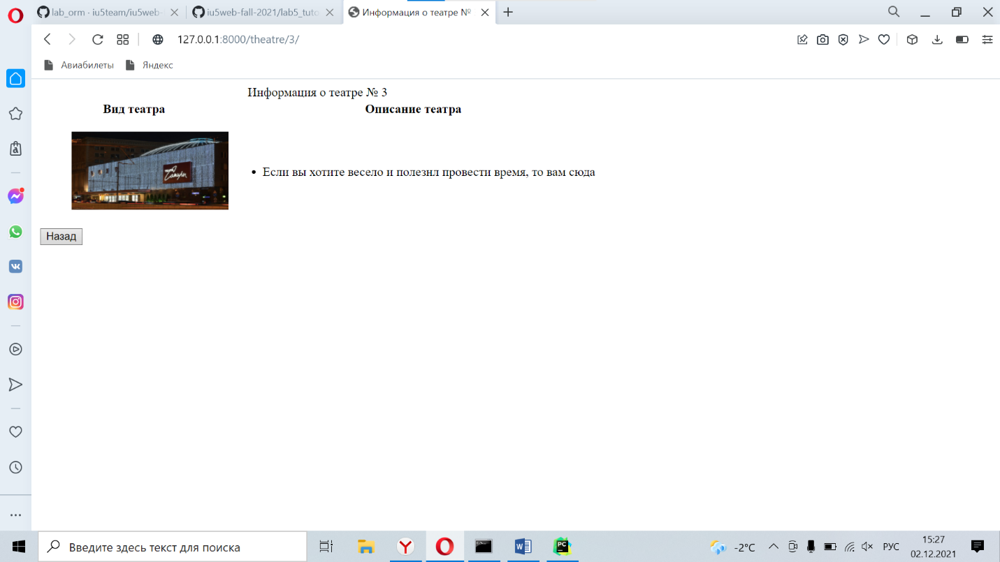 lab_orm · iu5team/iu5web-
iu5web-fall-2021/lab5_tuto
Информация о театре №
127.0.0.1:8000/theatre/3/
Авиабилеты
Яндекс
Информация о театре № 3
Вид театра
Описание театра
Если вы хотите весело и полезнл провести время, то вам сюда
Назад
Введите здесь текст для поиска
PC
-2°C
РУС
15:27
02.12.2021